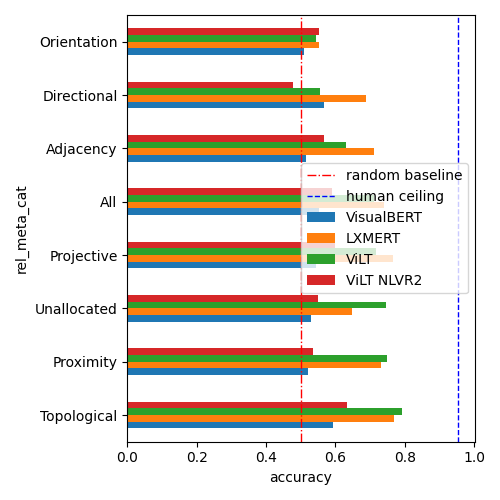 Orientation
Directional
Adjacency
All
Projective
Unallocated
Proximity
Topological
rel_meta_cat
random baseline
human ceiling
VisualBERT
LXMERT
ViLT
ViLT NLVR2
0.0 0.2 0.4 0.6 0.8 1.0
accuracy